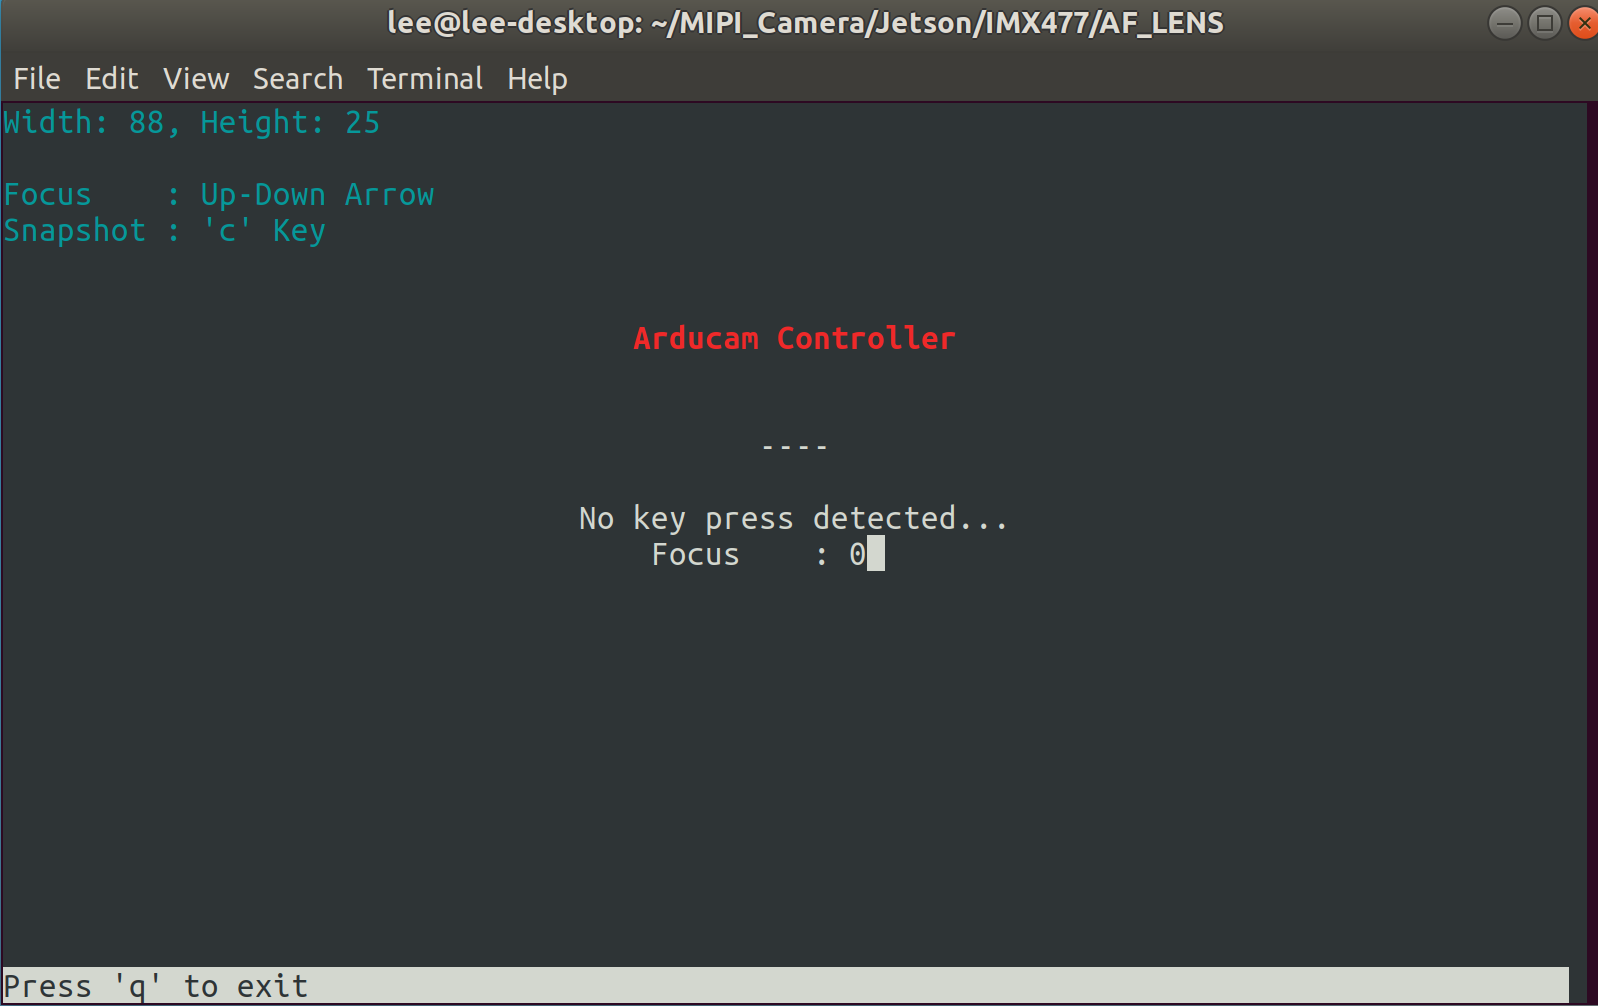 lee@lee-desktop: ~/MIPI_Camera/Jetson/IMX477/AF_LENS
File Edit View Search Terminal Help
Width: 88, Height: 25
Focus    : Up-Down Arrow
Snapshot : 'c' Key
Arducam Controller
----
No key press detected...
Focus    : 0
Press 'q' to exit